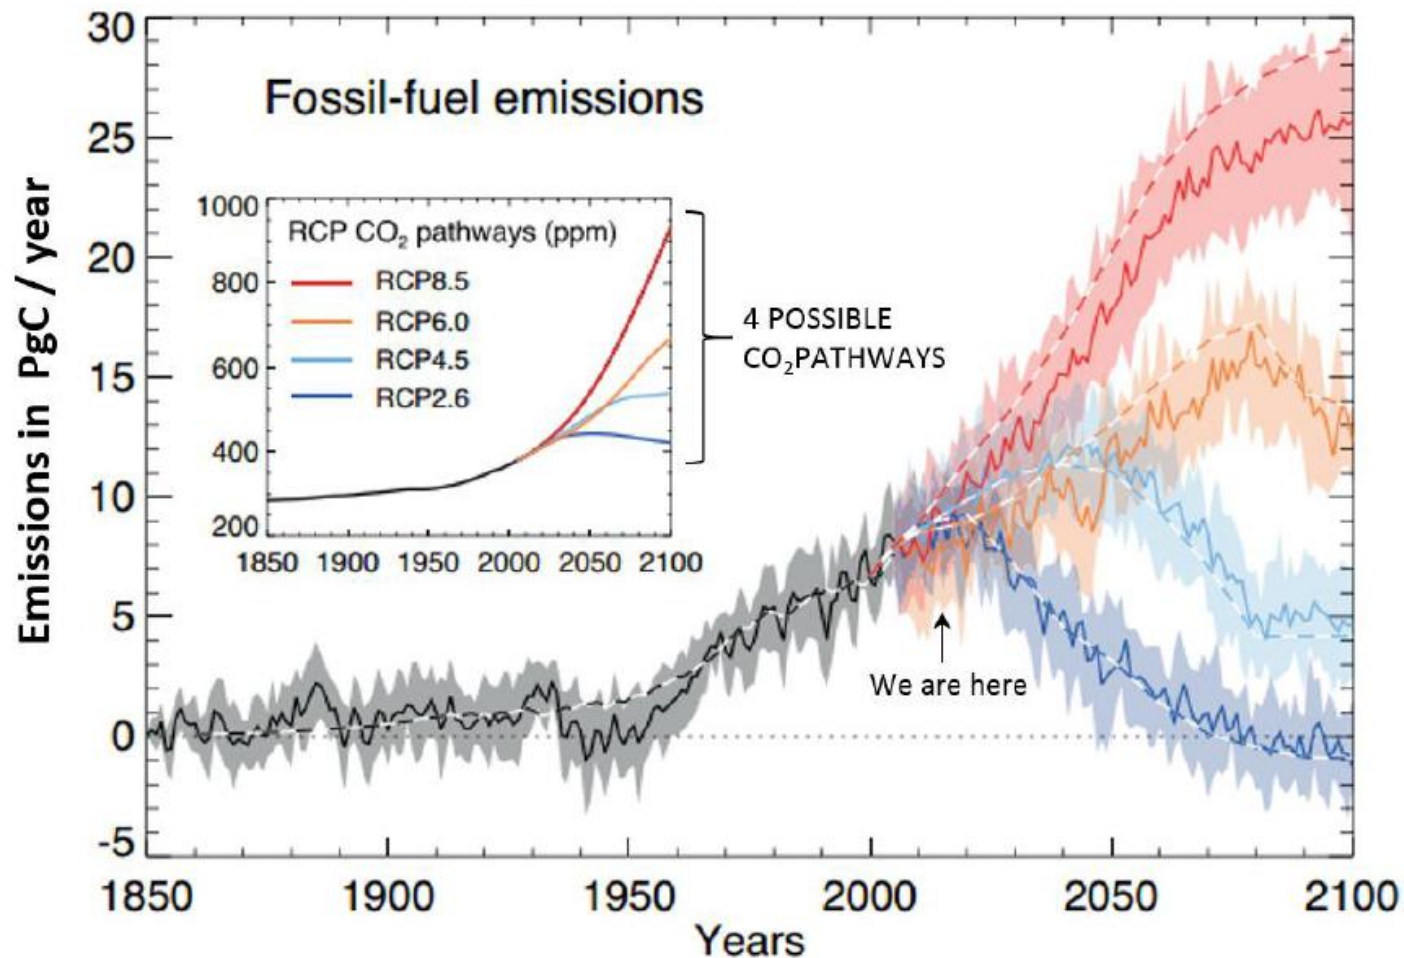 Fossil-fuel emissions
Emissions in PgC / year
30
25
20
15
10
5
0
-5
1850 1900 1950 2000 2050 2100
Years
RCP CO₂ pathways (ppm)
RCP8.5
RCP6.0
RCP4.5
RCP2.6
1000
800
600
400
200
1850 1900 1950 2000 2050 2100
4 POSSIBLE
CO₂PATHWAYS
We are here